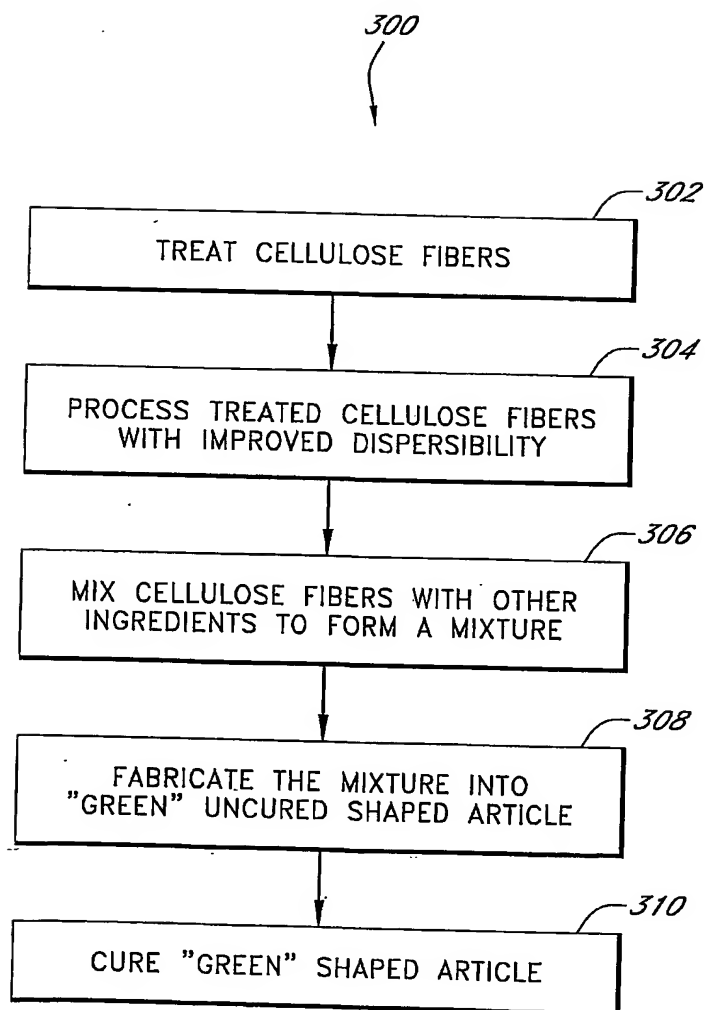 300
302
TREAT CELLULOSE FIBERS
304
PROCESS TREATED CELLULOSE FIBERS
WITH IMPROVED DISPERSIBILITY
306
MIX CELLULOSE FIBERS WITH OTHER
INGREDIENTS TO FORM A MIXTURE
308
FABRICATE THE MIXTURE INTO
"GREEN" UNCURED SHAPED ARTICLE
310
CURE "GREEN" SHAPED ARTICLE